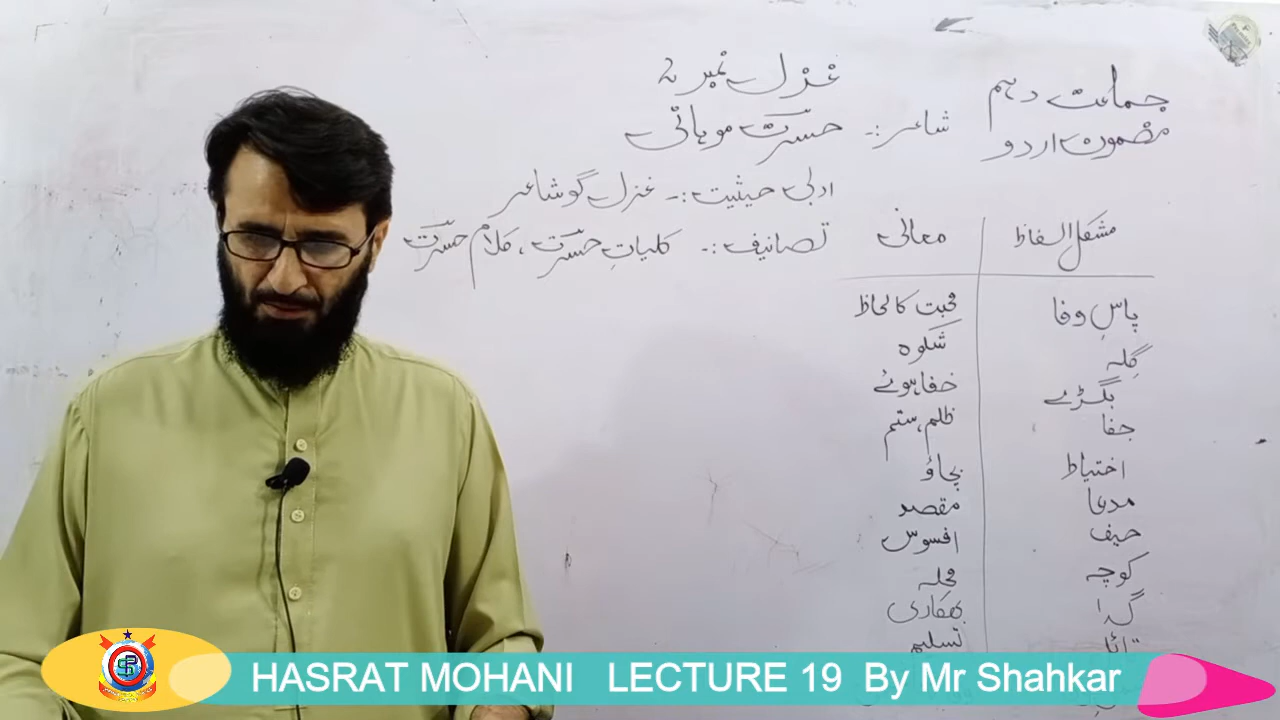 جماعت دہم
مضمون اردو
غزل نمبر ۲
شاعر :۔ حسرت موہانی
ادبی حیثیت :۔ غزل گو شاعر
تصانیف :۔ کلیاتِ حسرت ، کلام حسرت
مشکل الفاظ معانی
پاسِ وفا محبت کا لحاظ
گِلہ شکوہ
بگڑے خفا ہوئے
جفا ظلم، ستم
احتیاط بچاؤ
مدعا مقصد
حیف افسوس
کوچہ محلہ
گدا بھکاری
تسلیم
HASRAT MOHANI LECTURE 19 By Mr Shahkar